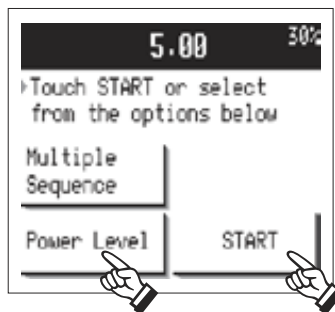 5.00 30%
Touch START or select
from the options below
Multiple
Sequence
Power Level START